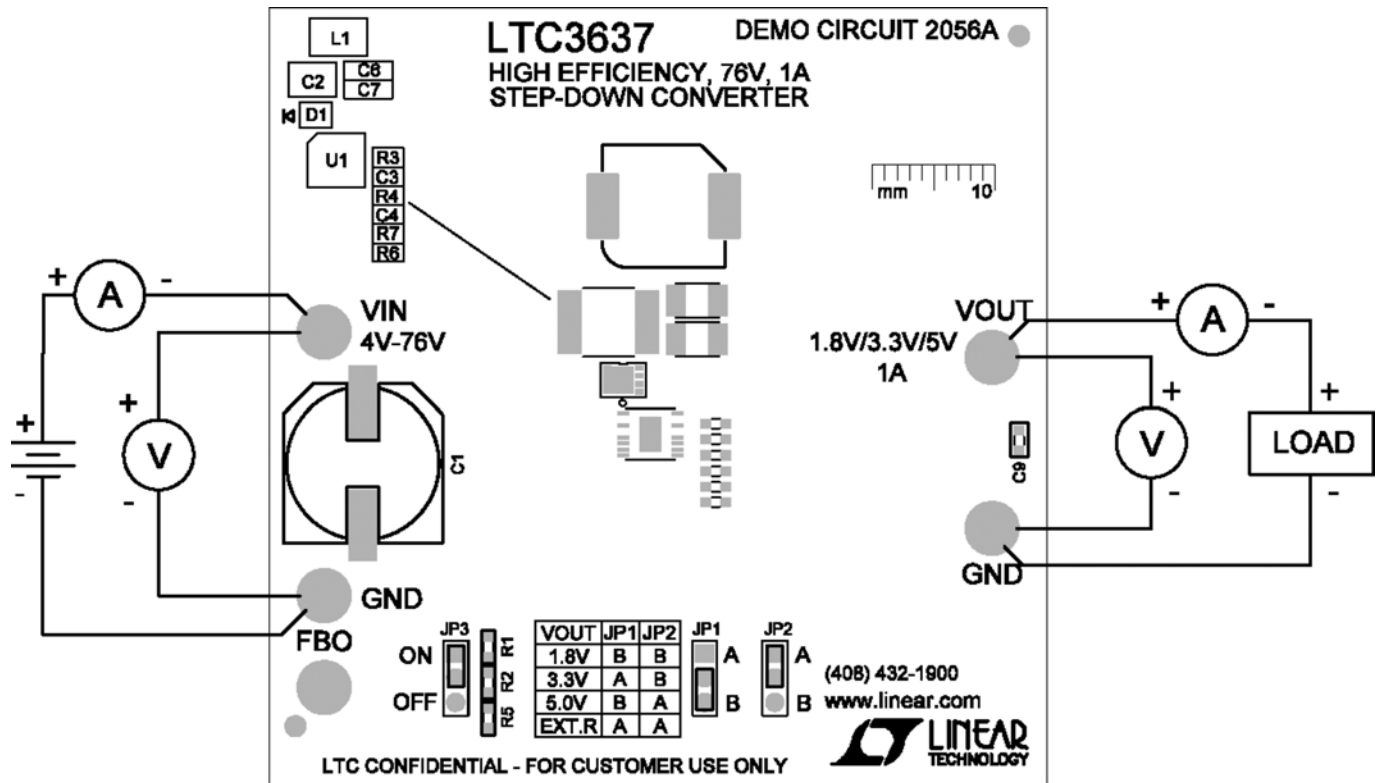 LTC3637
DEMO CIRCUIT 2056A
HIGH EFFICIENCY, 76V, 1A
STEP-DOWN CONVERTER
L1
C2
C6
C7
D1
U1
R3
C3
R4
C4
R7
R6
mm 10
+ A -
VIN
4V-76V
+
V
-
+
-
C1
GND
FBO
VOUT
1.8V/3.3V/5V
1A
+ A -
+
V
-
+
LOAD
-
C9
GND
JP3
ON
OFF
R1
R2
R5
VOUT JP1 JP2
1.8V B B
3.3V A B
5.0V B A
EXT.R A A
JP1
A
B
JP2
A
B
(408) 432-1900
www.linear.com
LINEAR
TECHNOLOGY
LTC CONFIDENTIAL - FOR CUSTOMER USE ONLY